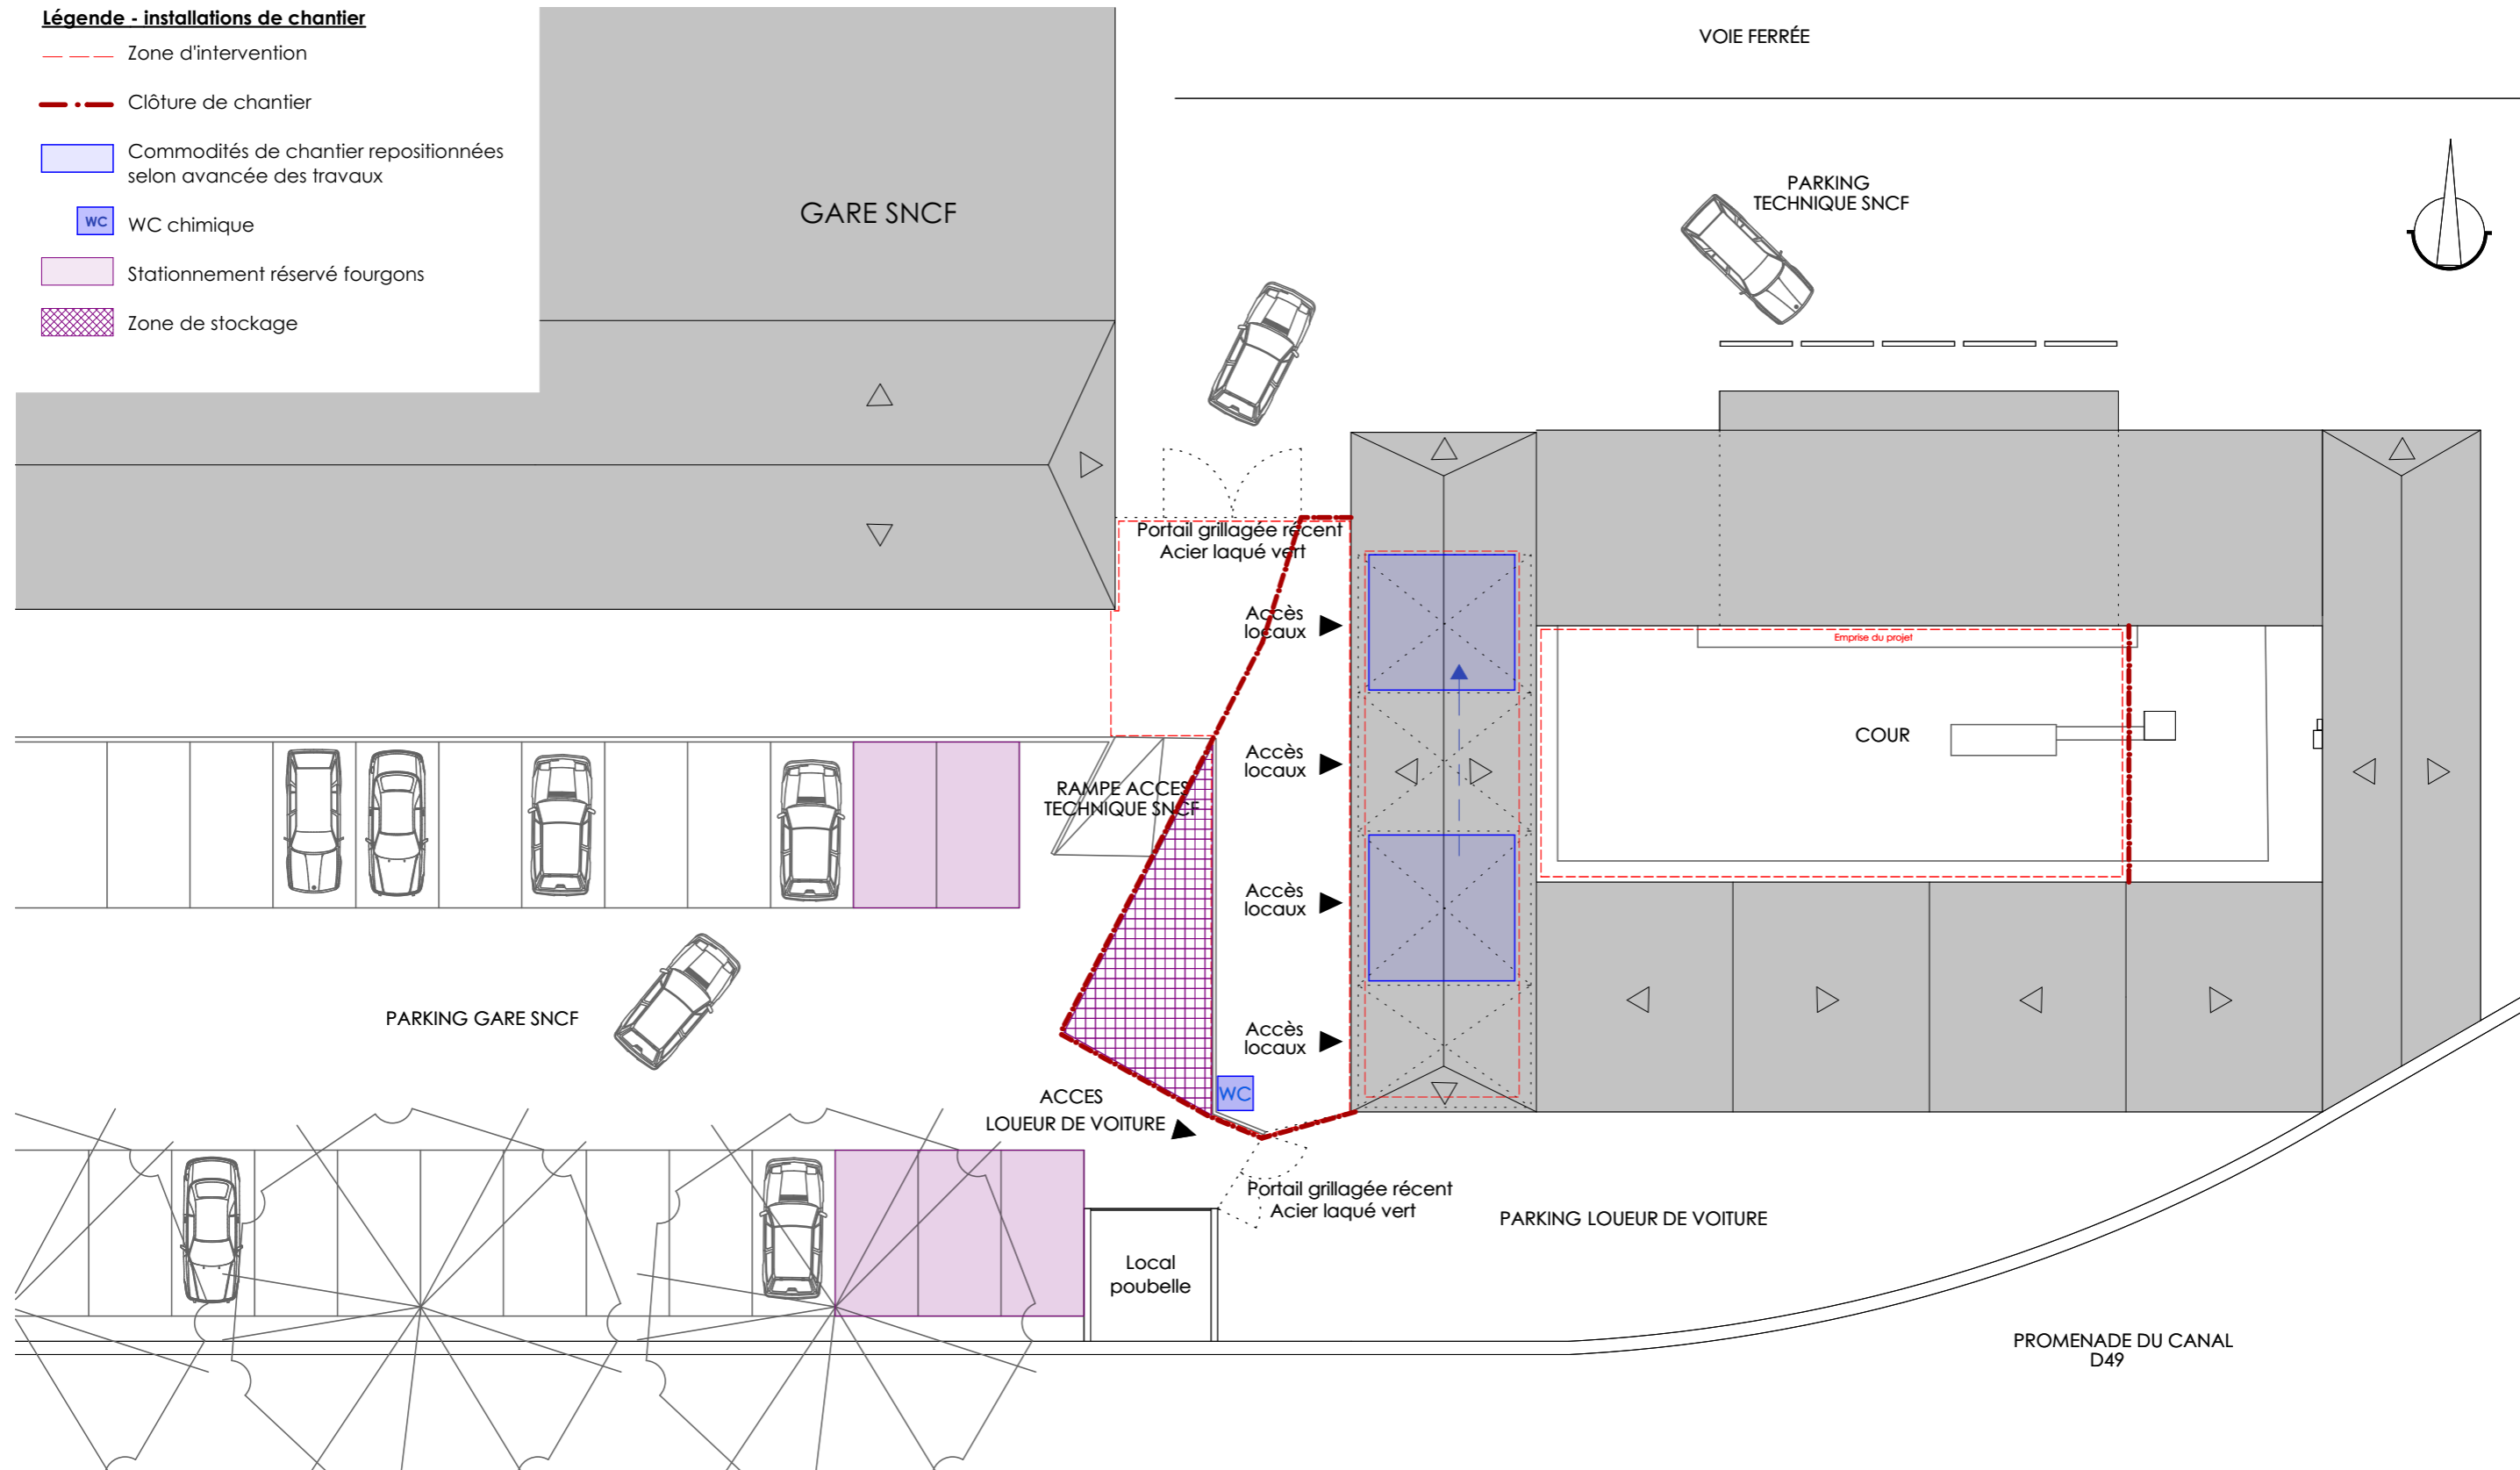 Légende - installations de chantier
Zone d'intervention
Clôture de chantier
Commodités de chantier repositionnées
selon avancée des travaux
WC
WC chimique
Stationnement réservé fourgons
Zone de stockage
VOIE FERRÉE
GARE SNCF
PARKING
TECHNIQUE SNCF
Portail grillagée récent
Acier laqué vert
Accès
locaux
Emprise du projet
COUR
Accès
locaux
RAMPE ACCES
TECHNIQUE SNCF
Accès
locaux
PARKING GARE SNCF
Accès
locaux
WC
ACCES
LOUEUR DE VOITURE
Portail grillagée récent
Acier laqué vert
PARKING LOUEUR DE VOITURE
Local
poubelle
PROMENADE DU CANAL
D49